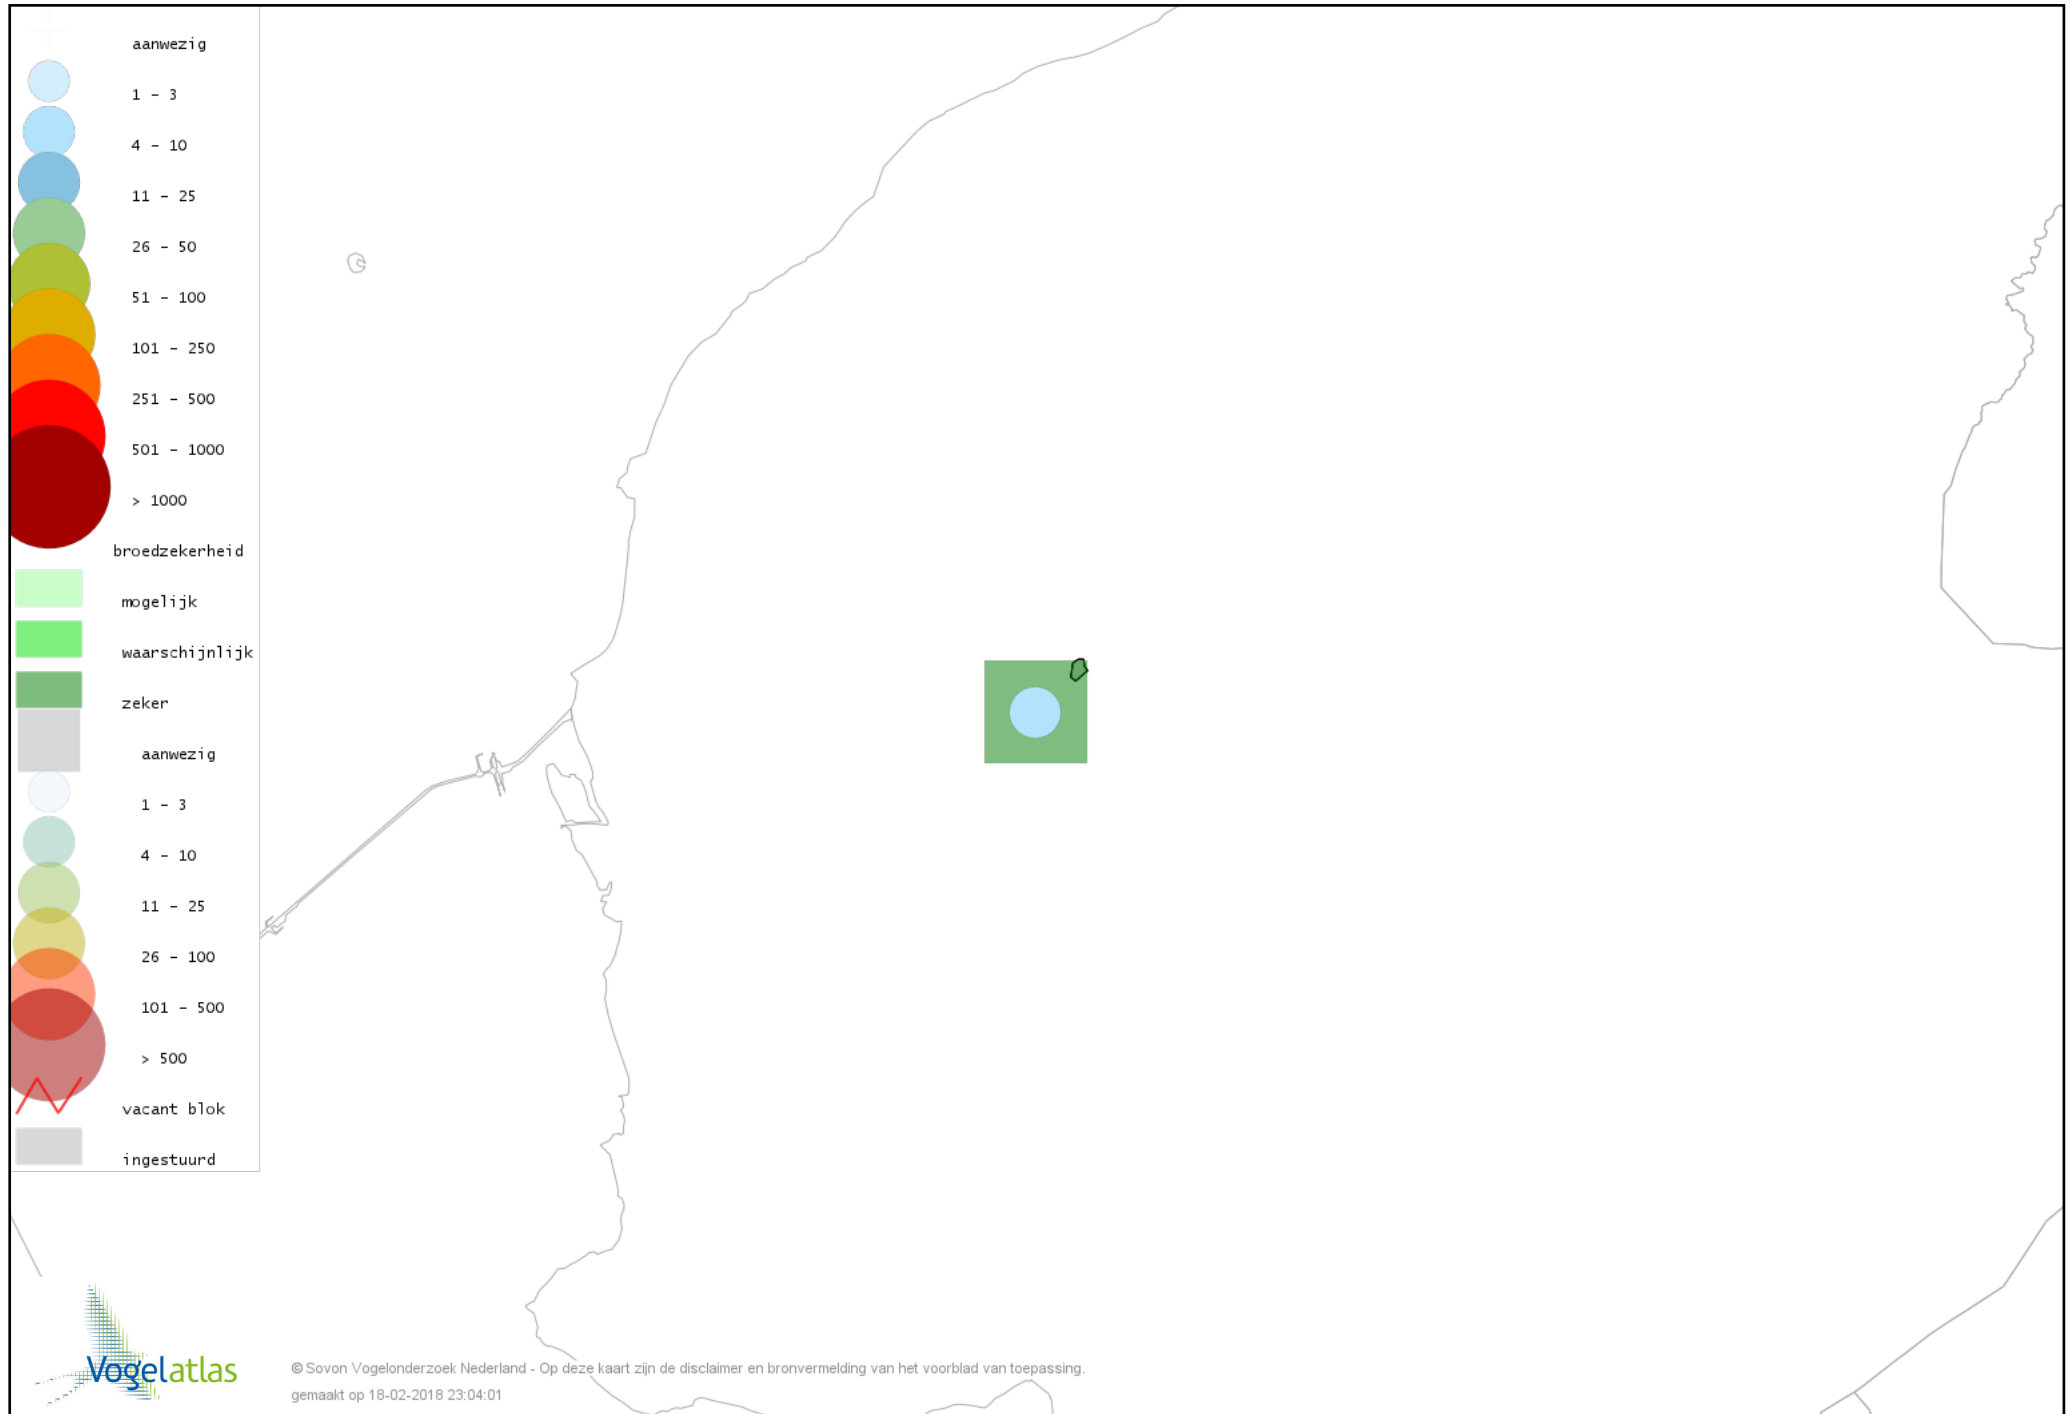 aanwezig
1 - 3
4 - 10
11 - 25
26 - 50
51 - 100
101 - 250
251 - 500
501 - 1000
> 1000
broedzekerheid
mogelijk
waarschijnlijk
zeker
aanwezig
1 - 3
4 - 10
11 - 25
26 - 100
101 - 500
> 500
vacant blok
ingestuurd
Vogelatlas
© Sovon Vogelonderzoek Nederland - Op deze kaart zijn de disclaimer en bronvermelding van het voorblad van toepassing.
gemaakt op 18-02-2018 23:04:01